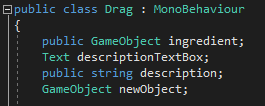 public class Drag : MonoBehaviour
{
public GameObject ingredient;
Text descriptionTextBox;
public string description;
GameObject newObject;